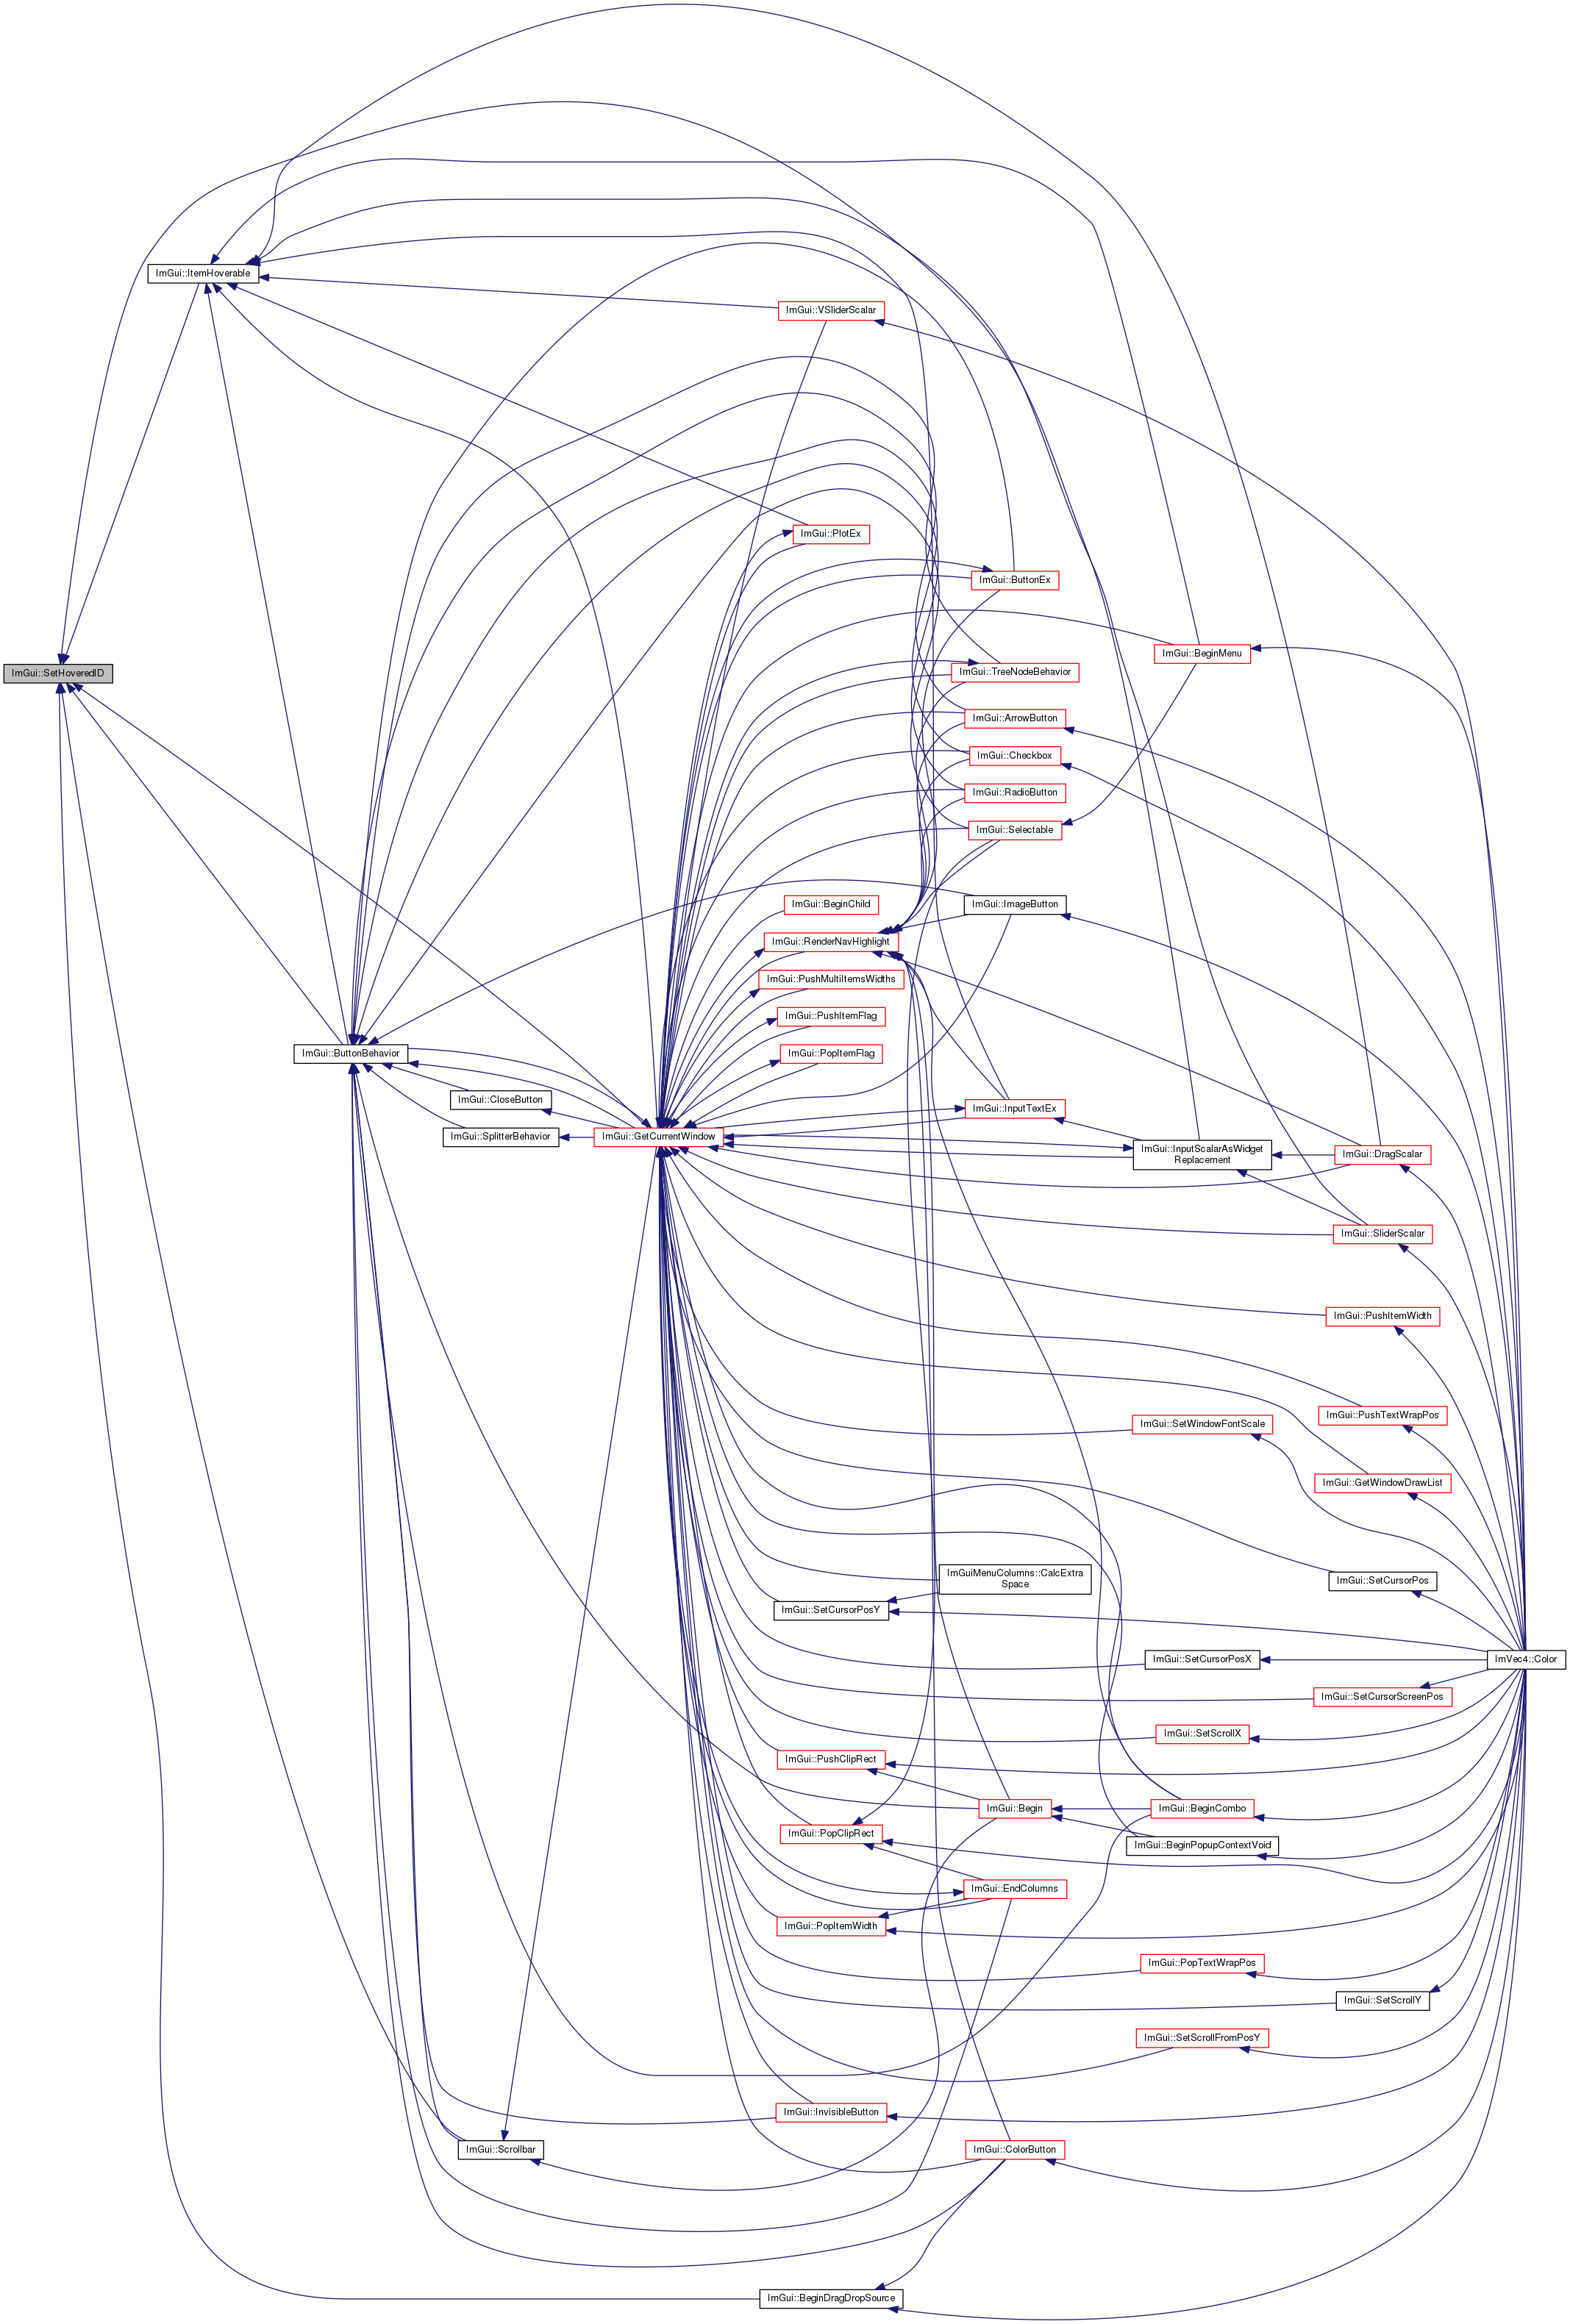 ImGui::ItemHoverable
ImGui::VSliderScalar
ImGui::PlotEx
ImGui::ButtonEx
ImGui::BeginMenu
ImGui::SetHoveredID
ImGui::TreeNodeBehavior
ImGui::ArrowButton
ImGui::Checkbox
ImGui::RadioButton
ImGui::Selectable
ImGui::BeginChild
ImGui::ImageButton
ImGui::RenderNavHighlight
ImGui::PushMultiItemsWidths
ImGui::PushItemFlag
ImGui::ButtonBehavior
ImGui::PopItemFlag
ImGui::CloseButton
ImGui::InputTextEx
ImGui::SplitterBehavior
ImGui::GetCurrentWindow
ImGui::InputScalarAsWidget
Replacement
ImGui::DragScalar
ImGui::SliderScalar
ImGui::PushItemWidth
ImGui::PushTextWrapPos
ImGui::SetWindowFontScale
ImGui::GetWindowDrawList
ImGuiMenuColumns::CalcExtra
Space
ImGui::SetCursorPos
ImGui::SetCursorPosY
ImGui::SetCursorPosX
ImVec4::Color
ImGui::SetCursorScreenPos
ImGui::SetScrollX
ImGui::PushClipRect
ImGui::Begin
ImGui::BeginCombo
ImGui::PopClipRect
ImGui::BeginPopupContextVoid
ImGui::EndColumns
ImGui::PopItemWidth
ImGui::PopTextWrapPos
ImGui::SetScrollY
ImGui::SetScrollFromPosY
ImGui::InvisibleButton
ImGui::Scrollbar
ImGui::ColorButton
ImGui::BeginDragDropSource